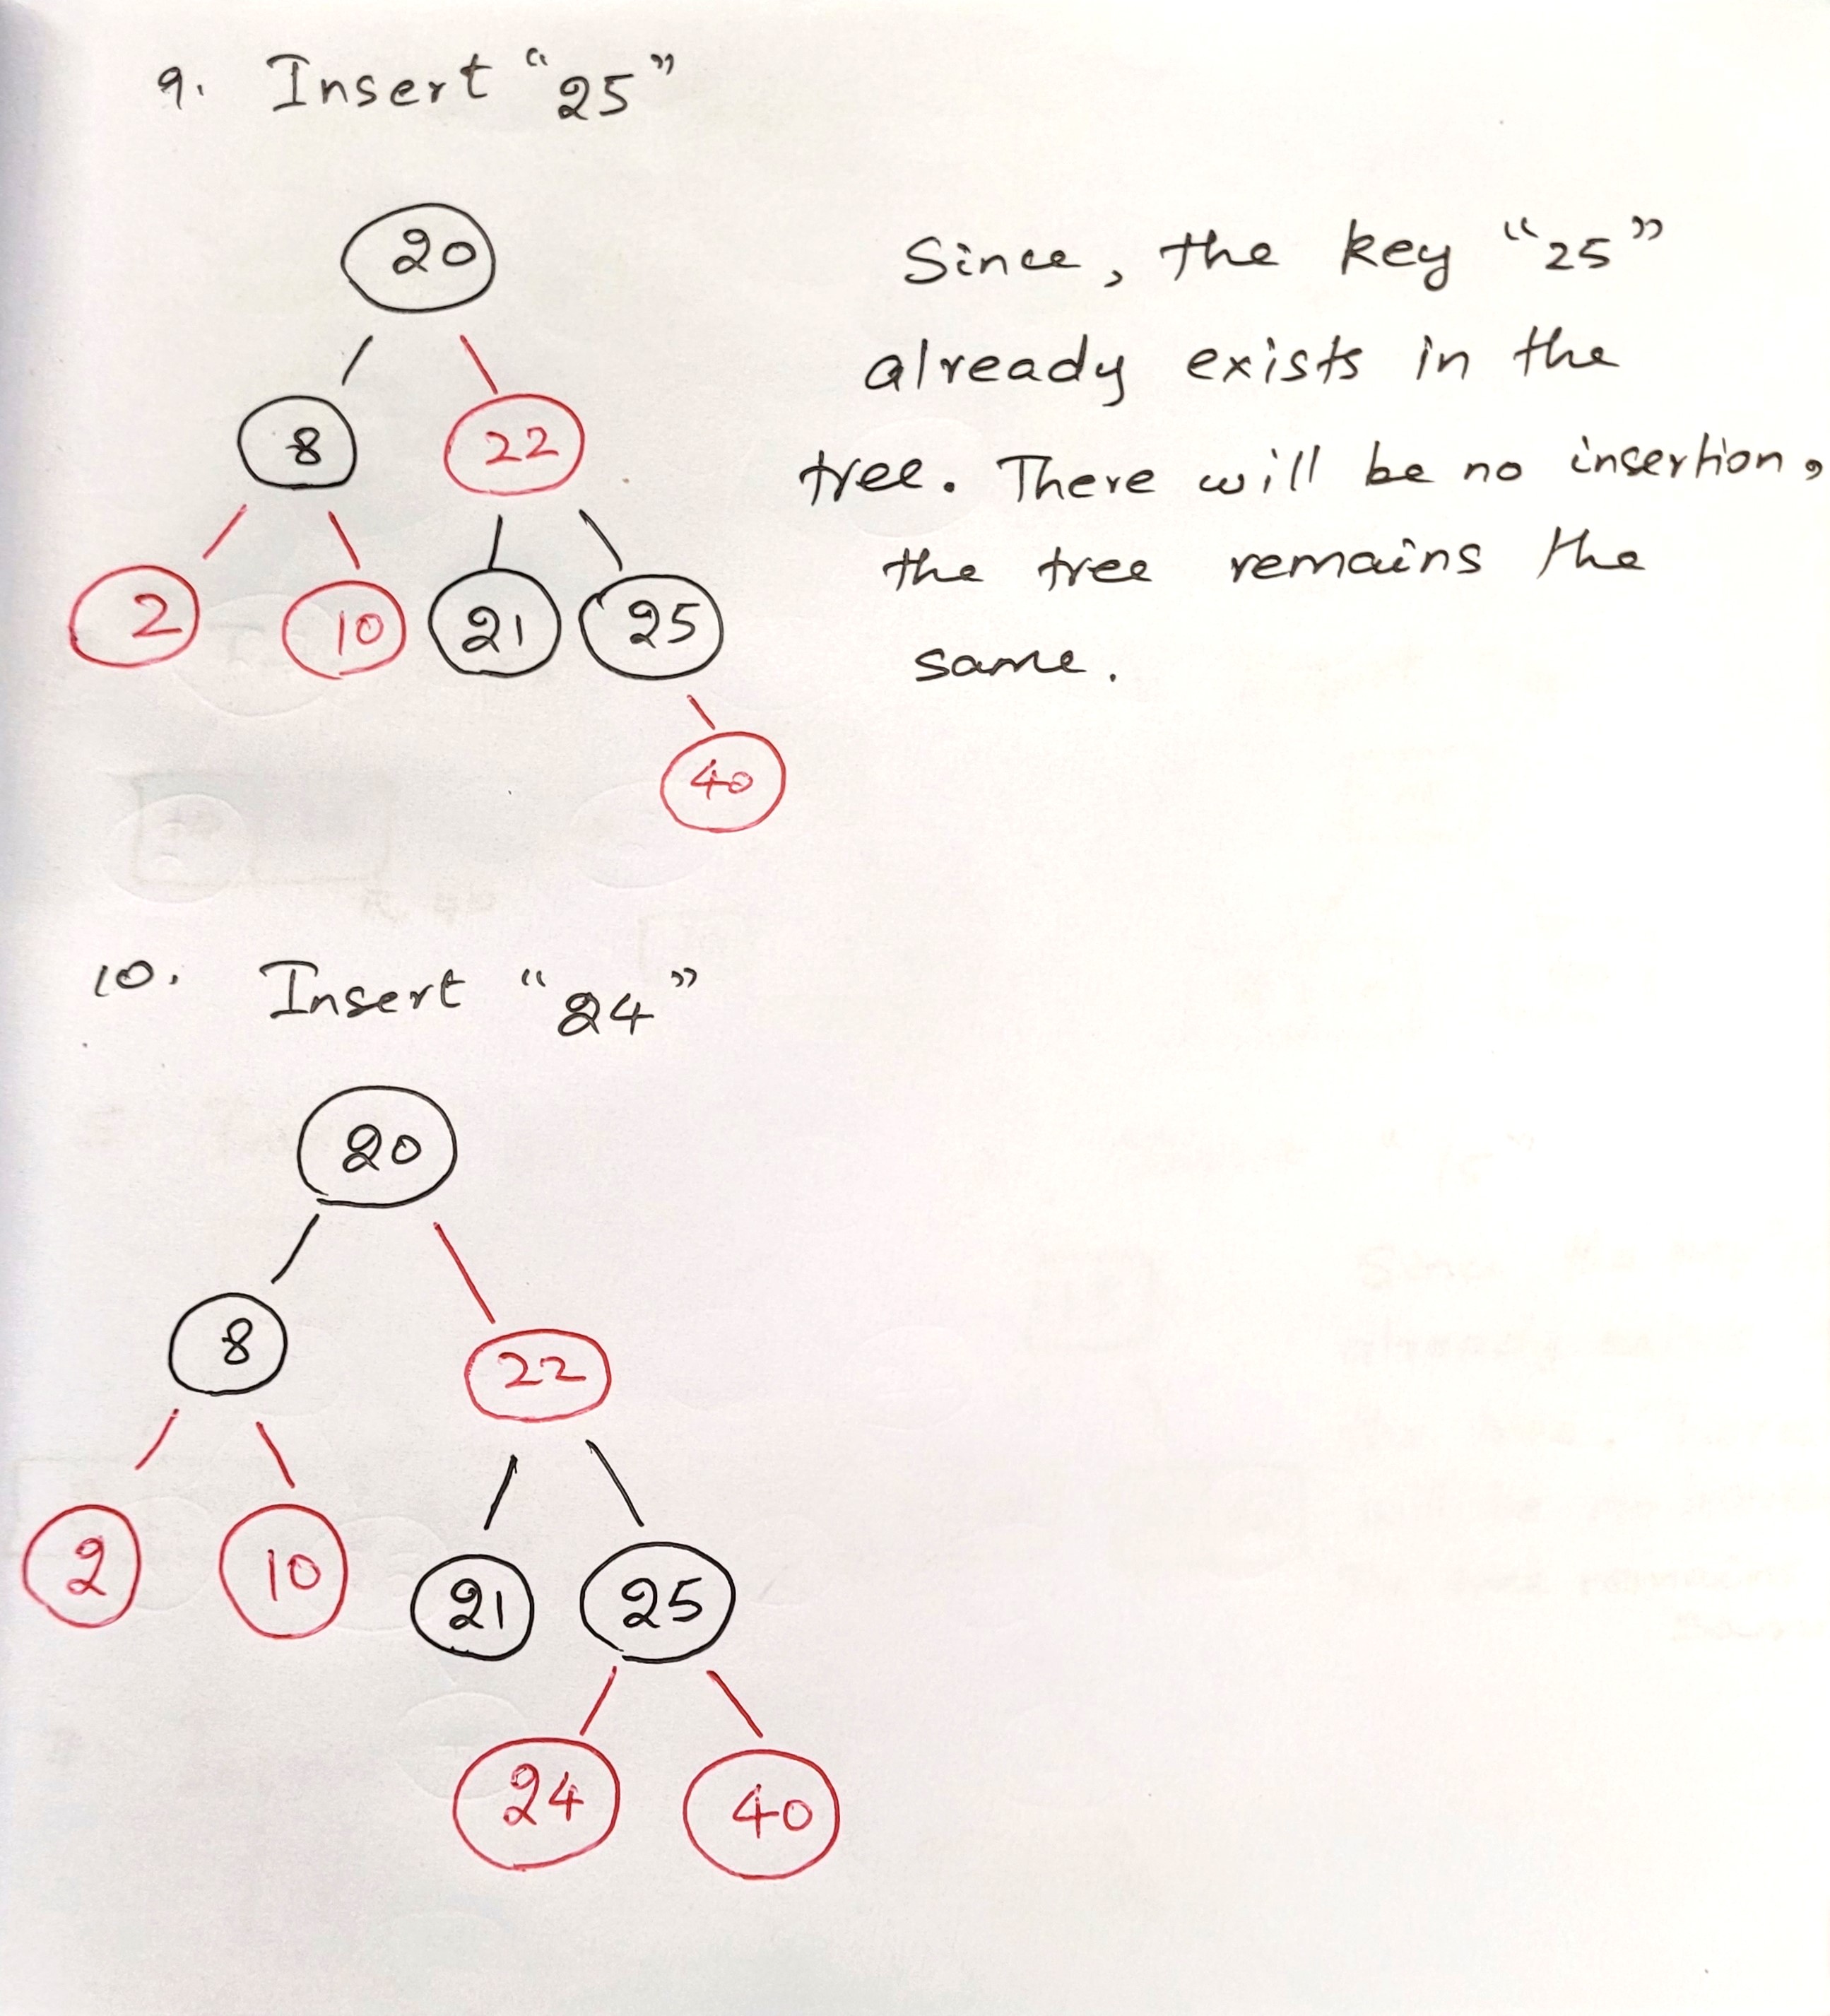 9. Insert "25"
20
8 22
2 10 21 25
40
Since, the key "25"
already exists in the
tree. There will be no insertion,
the tree remains the
same.
10. Insert "24"
20
8 22
2 10 21 25
24 40